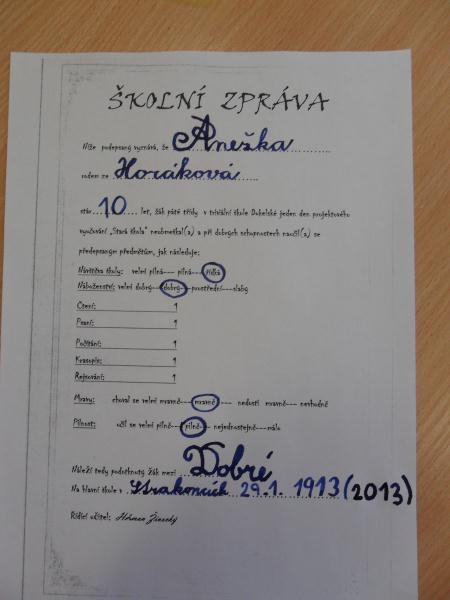 ŠKOLNÍ ZPRÁVA
Níže podepsaný vyznává, že Anežka
rodem ze Horáková
stár 10 let, žák páté třídy v triviální škole Dukelské jeden den projektového
vyučování „Stará škola" neobmeškal(a) a při dobrých schopnostech naučil(a) se
předepsaným předmětům, jak následuje:
Návštěva školy: velmi pilná--- pilná---řídká
Náboženství: velmi dobrý---dobrý---prostřední---slabý
Čtení: 1
Psaní: 1
Počítání: 1
Krasopis: 1
Rejsování: 1
Mravy: choval se velmi mravně---mravně --- nedosti mravně--- nevhodně
Pilnost: učil se velmi pilně---pilně---nejednostejně---málo
Náleží tedy podotknutý žák mezi Dobré
Na hlavní škole v Strakonicích 29.1. 1913 (2013)
Řídící učitel: